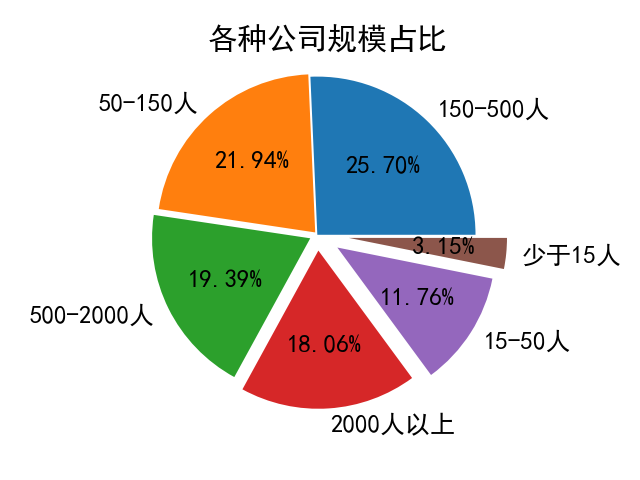 各种公司规模占比
50-150人
150-500人
21.94%
25.70%
3.15%
少于15人
19.39%
11.76%
500-2000人
18.06%
15-50人
2000人以上